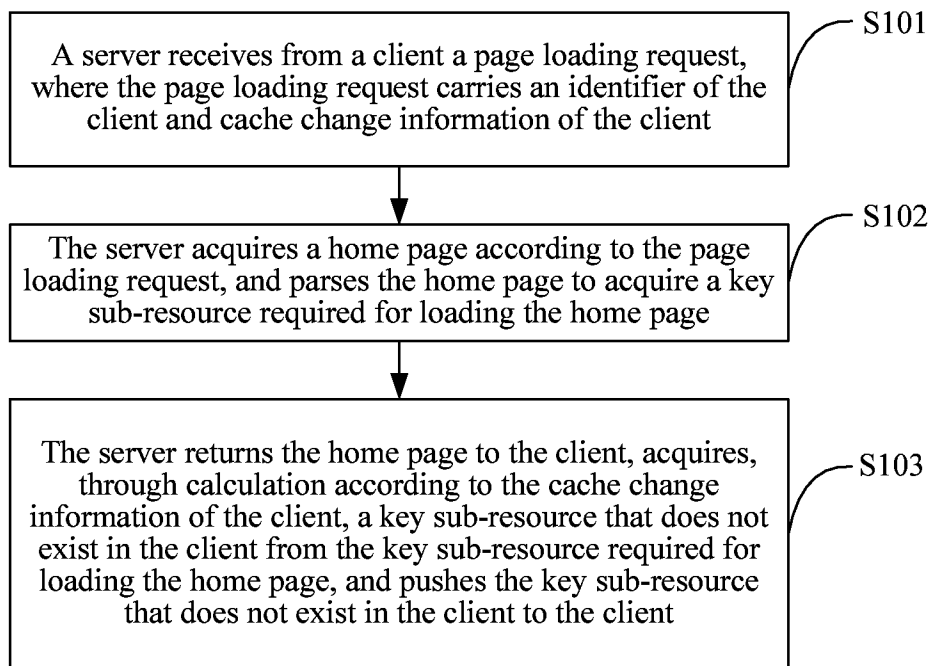 A server receives from a client a page loading request,
where the page loading request carries an identifier of the
client and cache change information of the client
S101
The server acquires a home page according to the page
loading request, and parses the home page to acquire a key
sub-resource required for loading the home page
S102
The server returns the home page to the client, acquires,
through calculation according to the cache change
information of the client, a key sub-resource that does not
exist in the client from the key sub-resource required for
loading the home page, and pushes the key sub-resource
that does not exist in the client to the client
S103